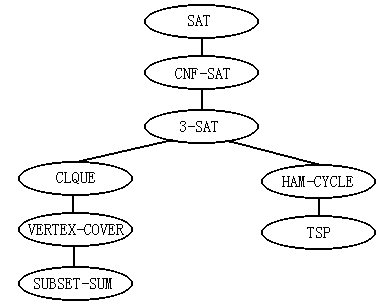 SAT
CNF-SAT
3-SAT
CLQUE
HAM-CYCLE
VERTEX-COVER
TSP
SUBSET-SUM